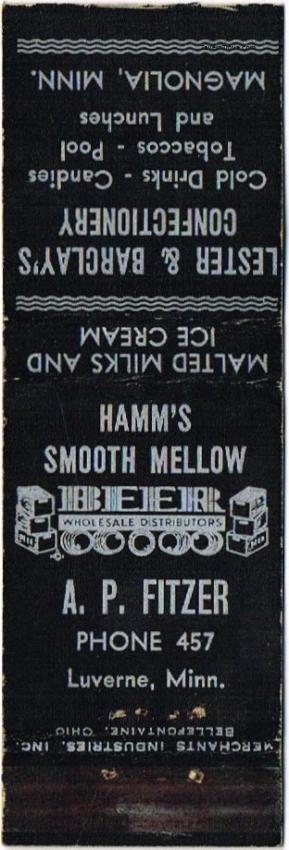 LESTER & BARCLAY'S
CONFECTIONERY
Cold Drinks - Candies
Tobaccos - Pool
and Lunches
MAGNOLIA, MINN.
MALTED MILKS AND
ICE CREAM
HAMM'S
SMOOTH MELLOW
BEER
WHOLESALE DISTRIBUTORS
A. P. FITZER
PHONE 457
Luverne, Minn.
MERCHANTS INDUSTRIES, INC.
BELLEFONTAINE, OHIO